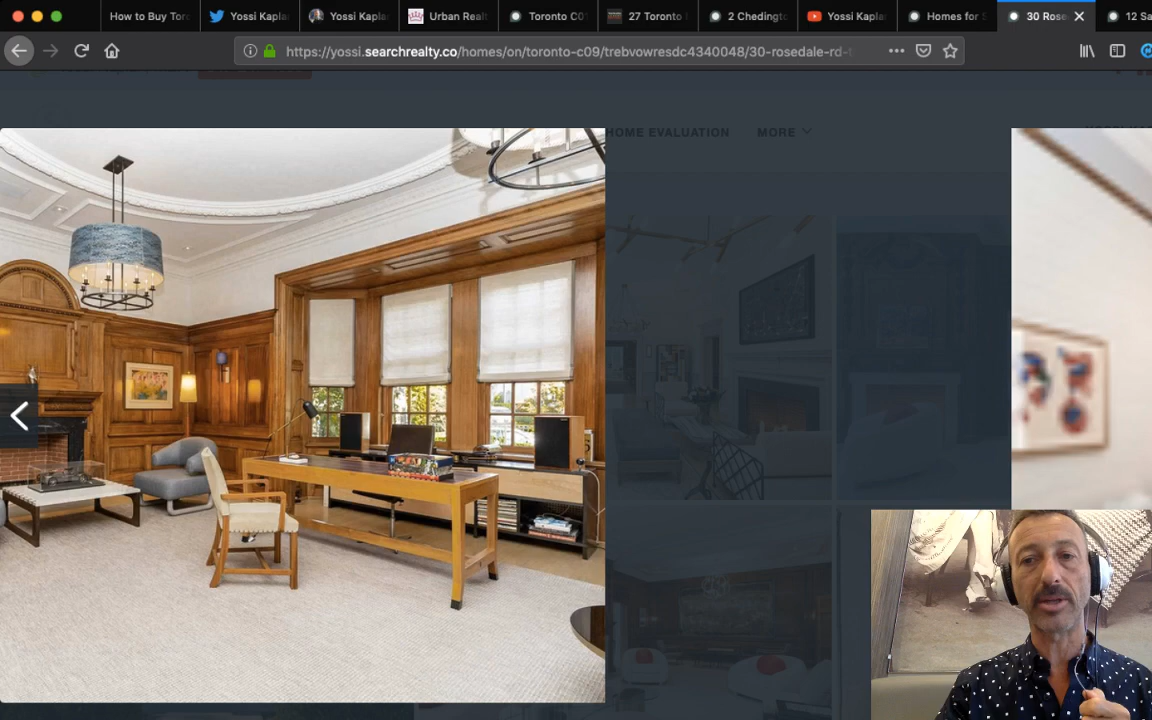 How to Buy Tor
Yossi Kapla
Yossi Kapla
Urban Realt
Toronto C0
27 Toronto
2 Chedingt
Yossi Kapla
Homes for S
30 Rose
12 Sa
https://yossi.searchrealty.co/homes/on/toronto-c09/trebvowresdc4340048/30-rosedale-rd-t
HOME EVALUATION
MORE